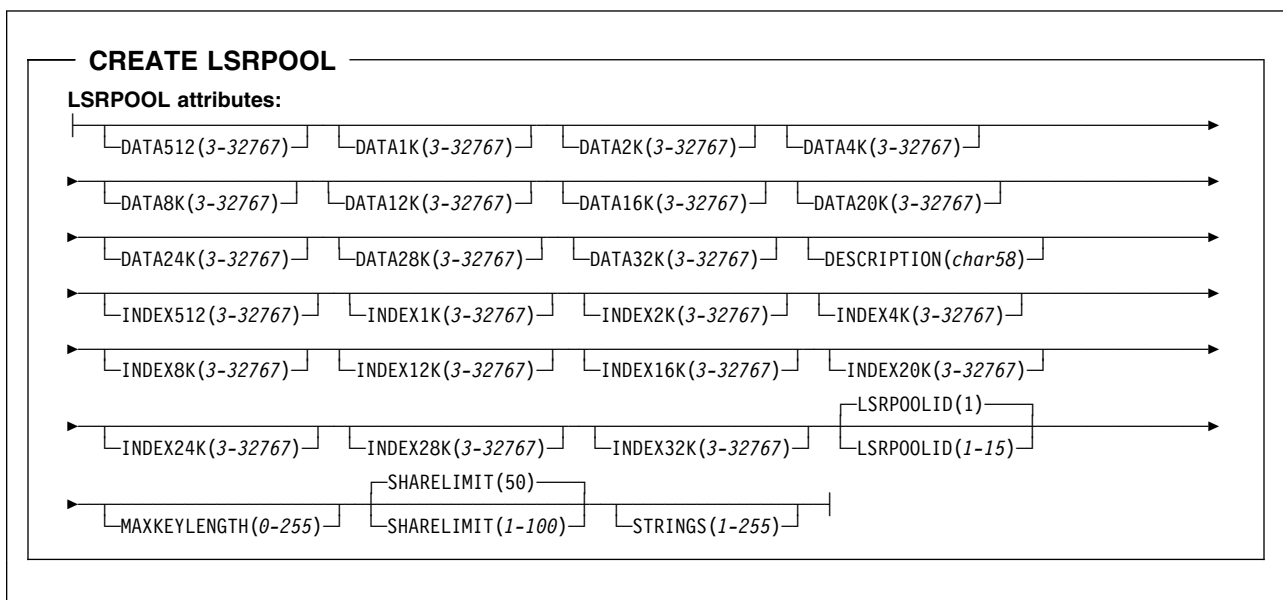 CREATE LSRPOOL
LSRPOOL attributes:
DATA512(3-32767) DATA1K(3-32767) DATA2K(3-32767) DATA4K(3-32767)
DATA8K(3-32767) DATA12K(3-32767) DATA16K(3-32767) DATA20K(3-32767)
DATA24K(3-32767) DATA28K(3-32767) DATA32K(3-32767) DESCRIPTION(char58)
INDEX512(3-32767) INDEX1K(3-32767) INDEX2K(3-32767) INDEX4K(3-32767)
INDEX8K(3-32767) INDEX12K(3-32767) INDEX16K(3-32767) INDEX20K(3-32767)
LSRPOOLID(1)
INDEX24K(3-32767) INDEX28K(3-32767) INDEX32K(3-32767) LSRPOOLID(1-15)
SHARELIMIT(50)
MAXKEYLENGTH(0-255) SHARELIMIT(1-100) STRINGS(1-255)